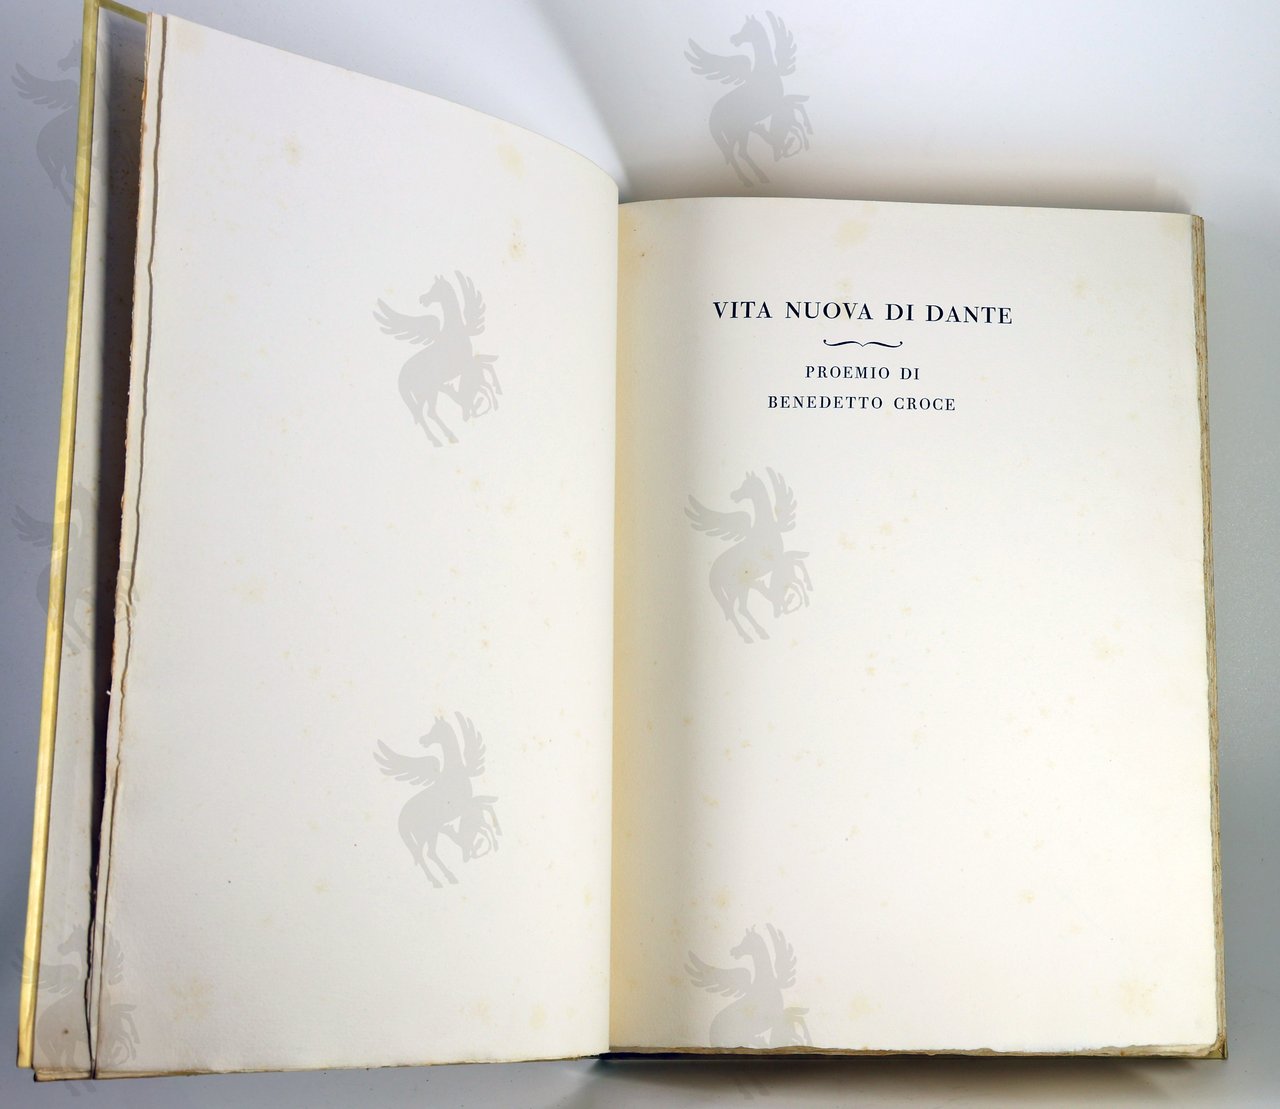 VITA NUOVA DI DANTE
PROEMIO DI
BENEDETTO CROCE